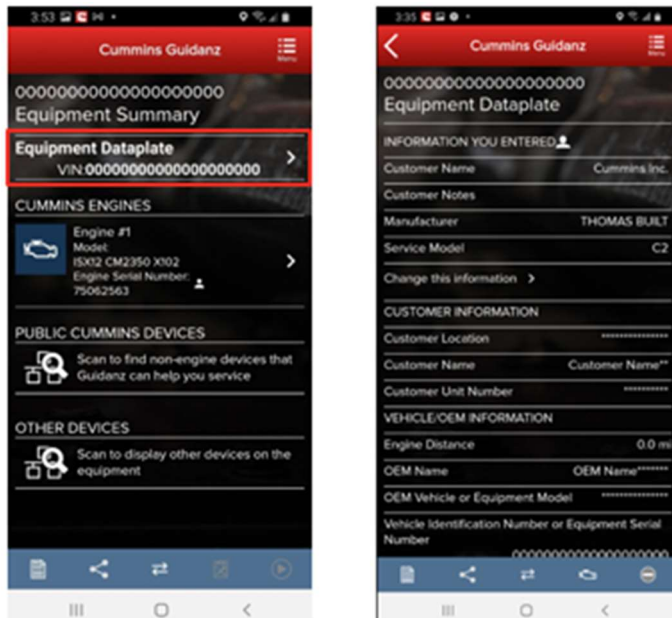 3:53
Cummins Guidanz
Menu
00000000000000000000
Equipment Summary
Equipment Dataplate
VIN:00000000000000000000
CUMMINS ENGINES
Engine #1
Model:
ISX12 CM2350 X102
Engine Serial Number:
75062563
PUBLIC CUMMINS DEVICES
Scan to find non-engine devices that
Guidanz can help you service
OTHER DEVICES
Scan to display other devices on the
equipment
3:35
Cummins Guidanz
Menu
00000000000000000000
Equipment Dataplate
INFORMATION YOU ENTERED
Customer Name Cummins Inc.
Customer Notes
Manufacturer THOMAS BUILT
Service Model C2
Change this information >
CUSTOMER INFORMATION
Customer Location ***************
Customer Name Customer Name**
Customer Unit Number **********
VEHICLE/OEM INFORMATION
Engine Distance 0.0 mi
OEM Name OEM Name*******
OEM Vehicle or Equipment Model ***************
Vehicle Identification Number or Equipment Serial
Number
00000000000000000000